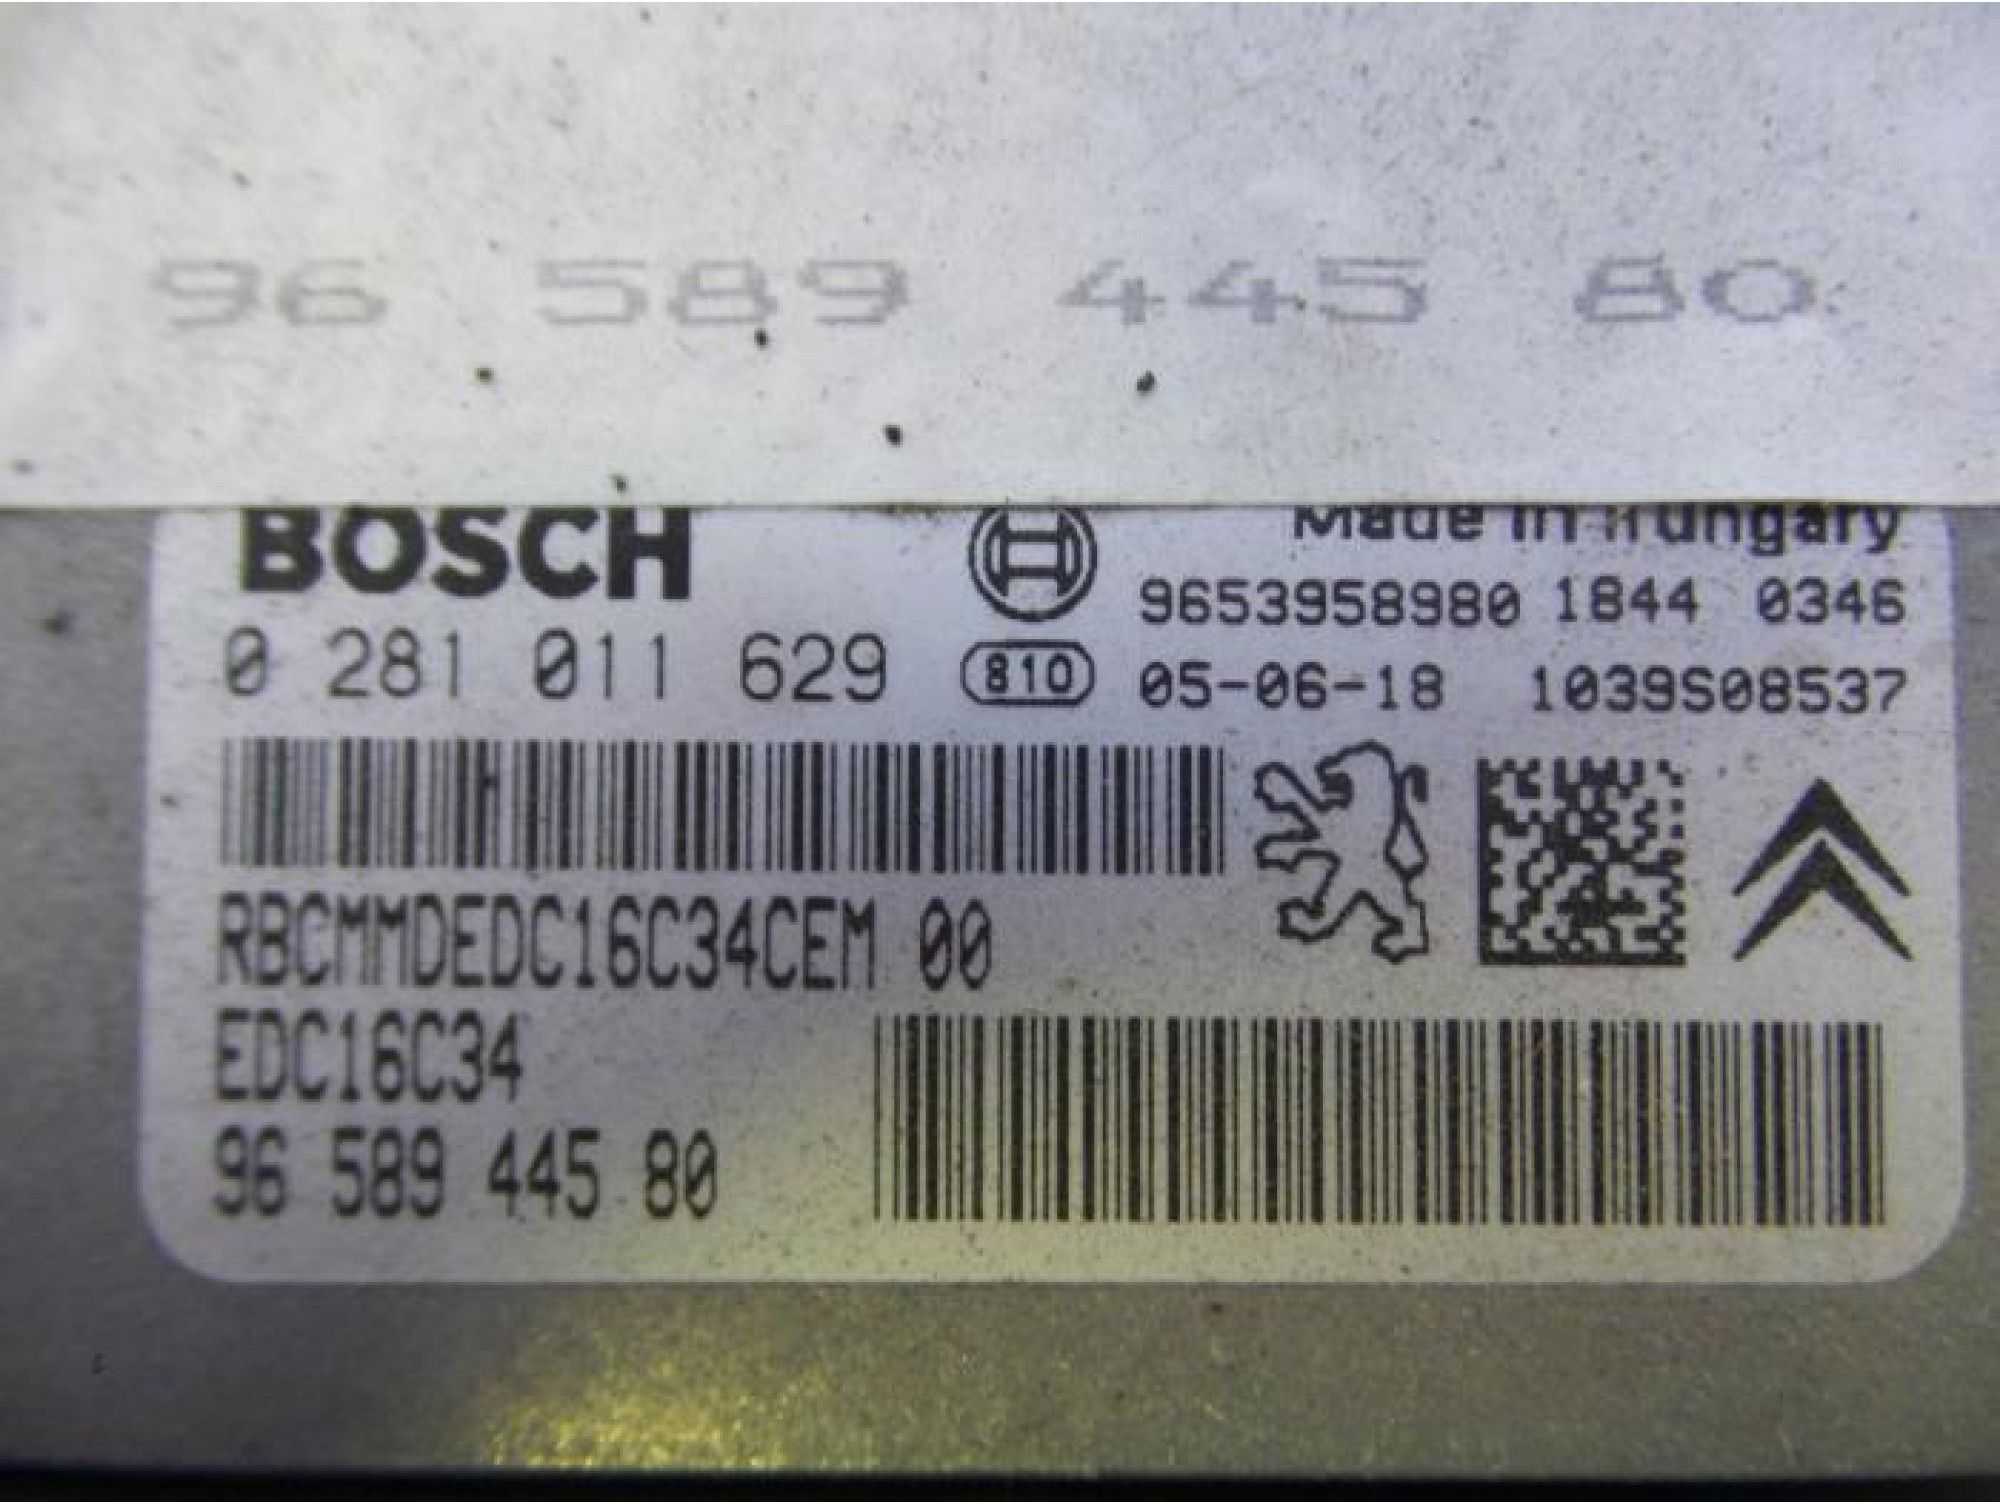 96 589 445 80
BOSCH
Made in Hungary
9653958980 1844 0346
0 281 011 629
810
05-06-18 1039S08537
RBCMMDEDC16C34CEM 00
EDC16C34
96 589 445 80